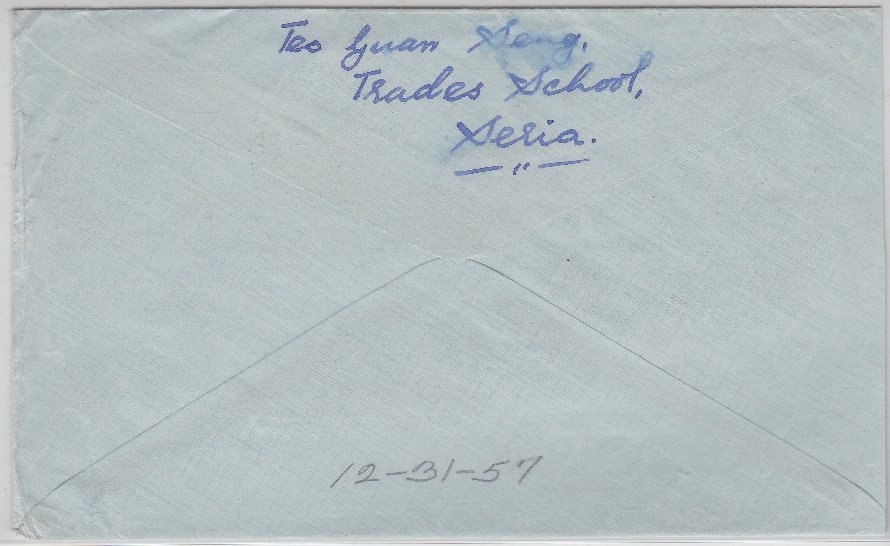 Teo Guan Seng,
Trades School,
Seria.
— " —
12-31-57